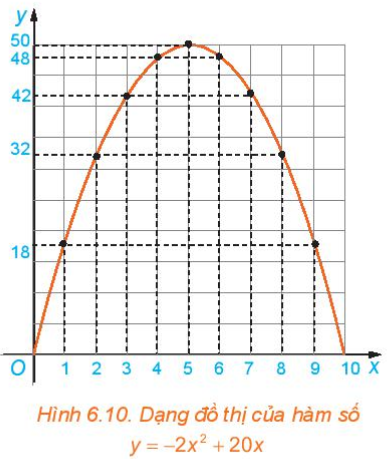 y
50
48
42
32
18
O 1 2 3 4 5 6 7 8 9 10 x
Hình 6.10. Dạng đồ thị của hàm số
y = –2x² + 20x